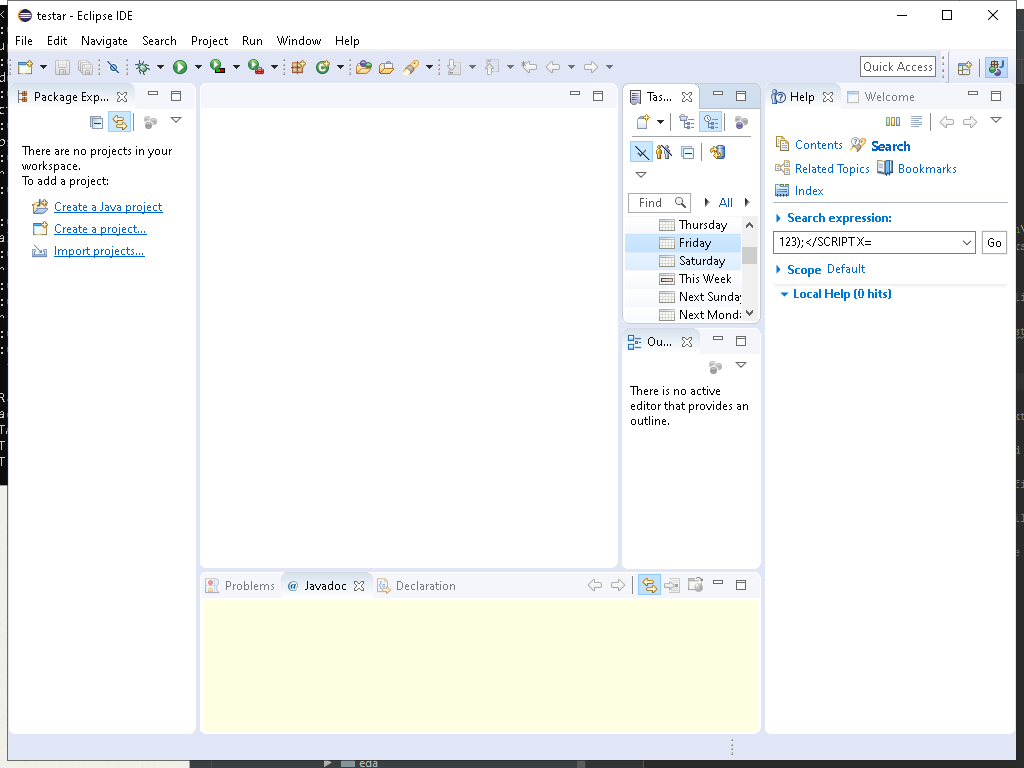 testar - Eclipse IDE
File Edit Navigate Search Project Run Window Help
Quick Access
Package Exp...
There are no projects in your
workspace.
To add a project:
Create a Java project
Create a project...
Import projects...
Tas...
Find
All
Thursday
Friday
Saturday
This Week
Next Sunday
Next Mond
Ou...
There is no active
editor that provides an
outline.
Help Welcome
Contents Search
Related Topics Bookmarks
Index
Search expression:
123);</SCRIPT X=
Go
Scope Default
Local Help (0 hits)
Problems @ Javadoc Declaration
eda